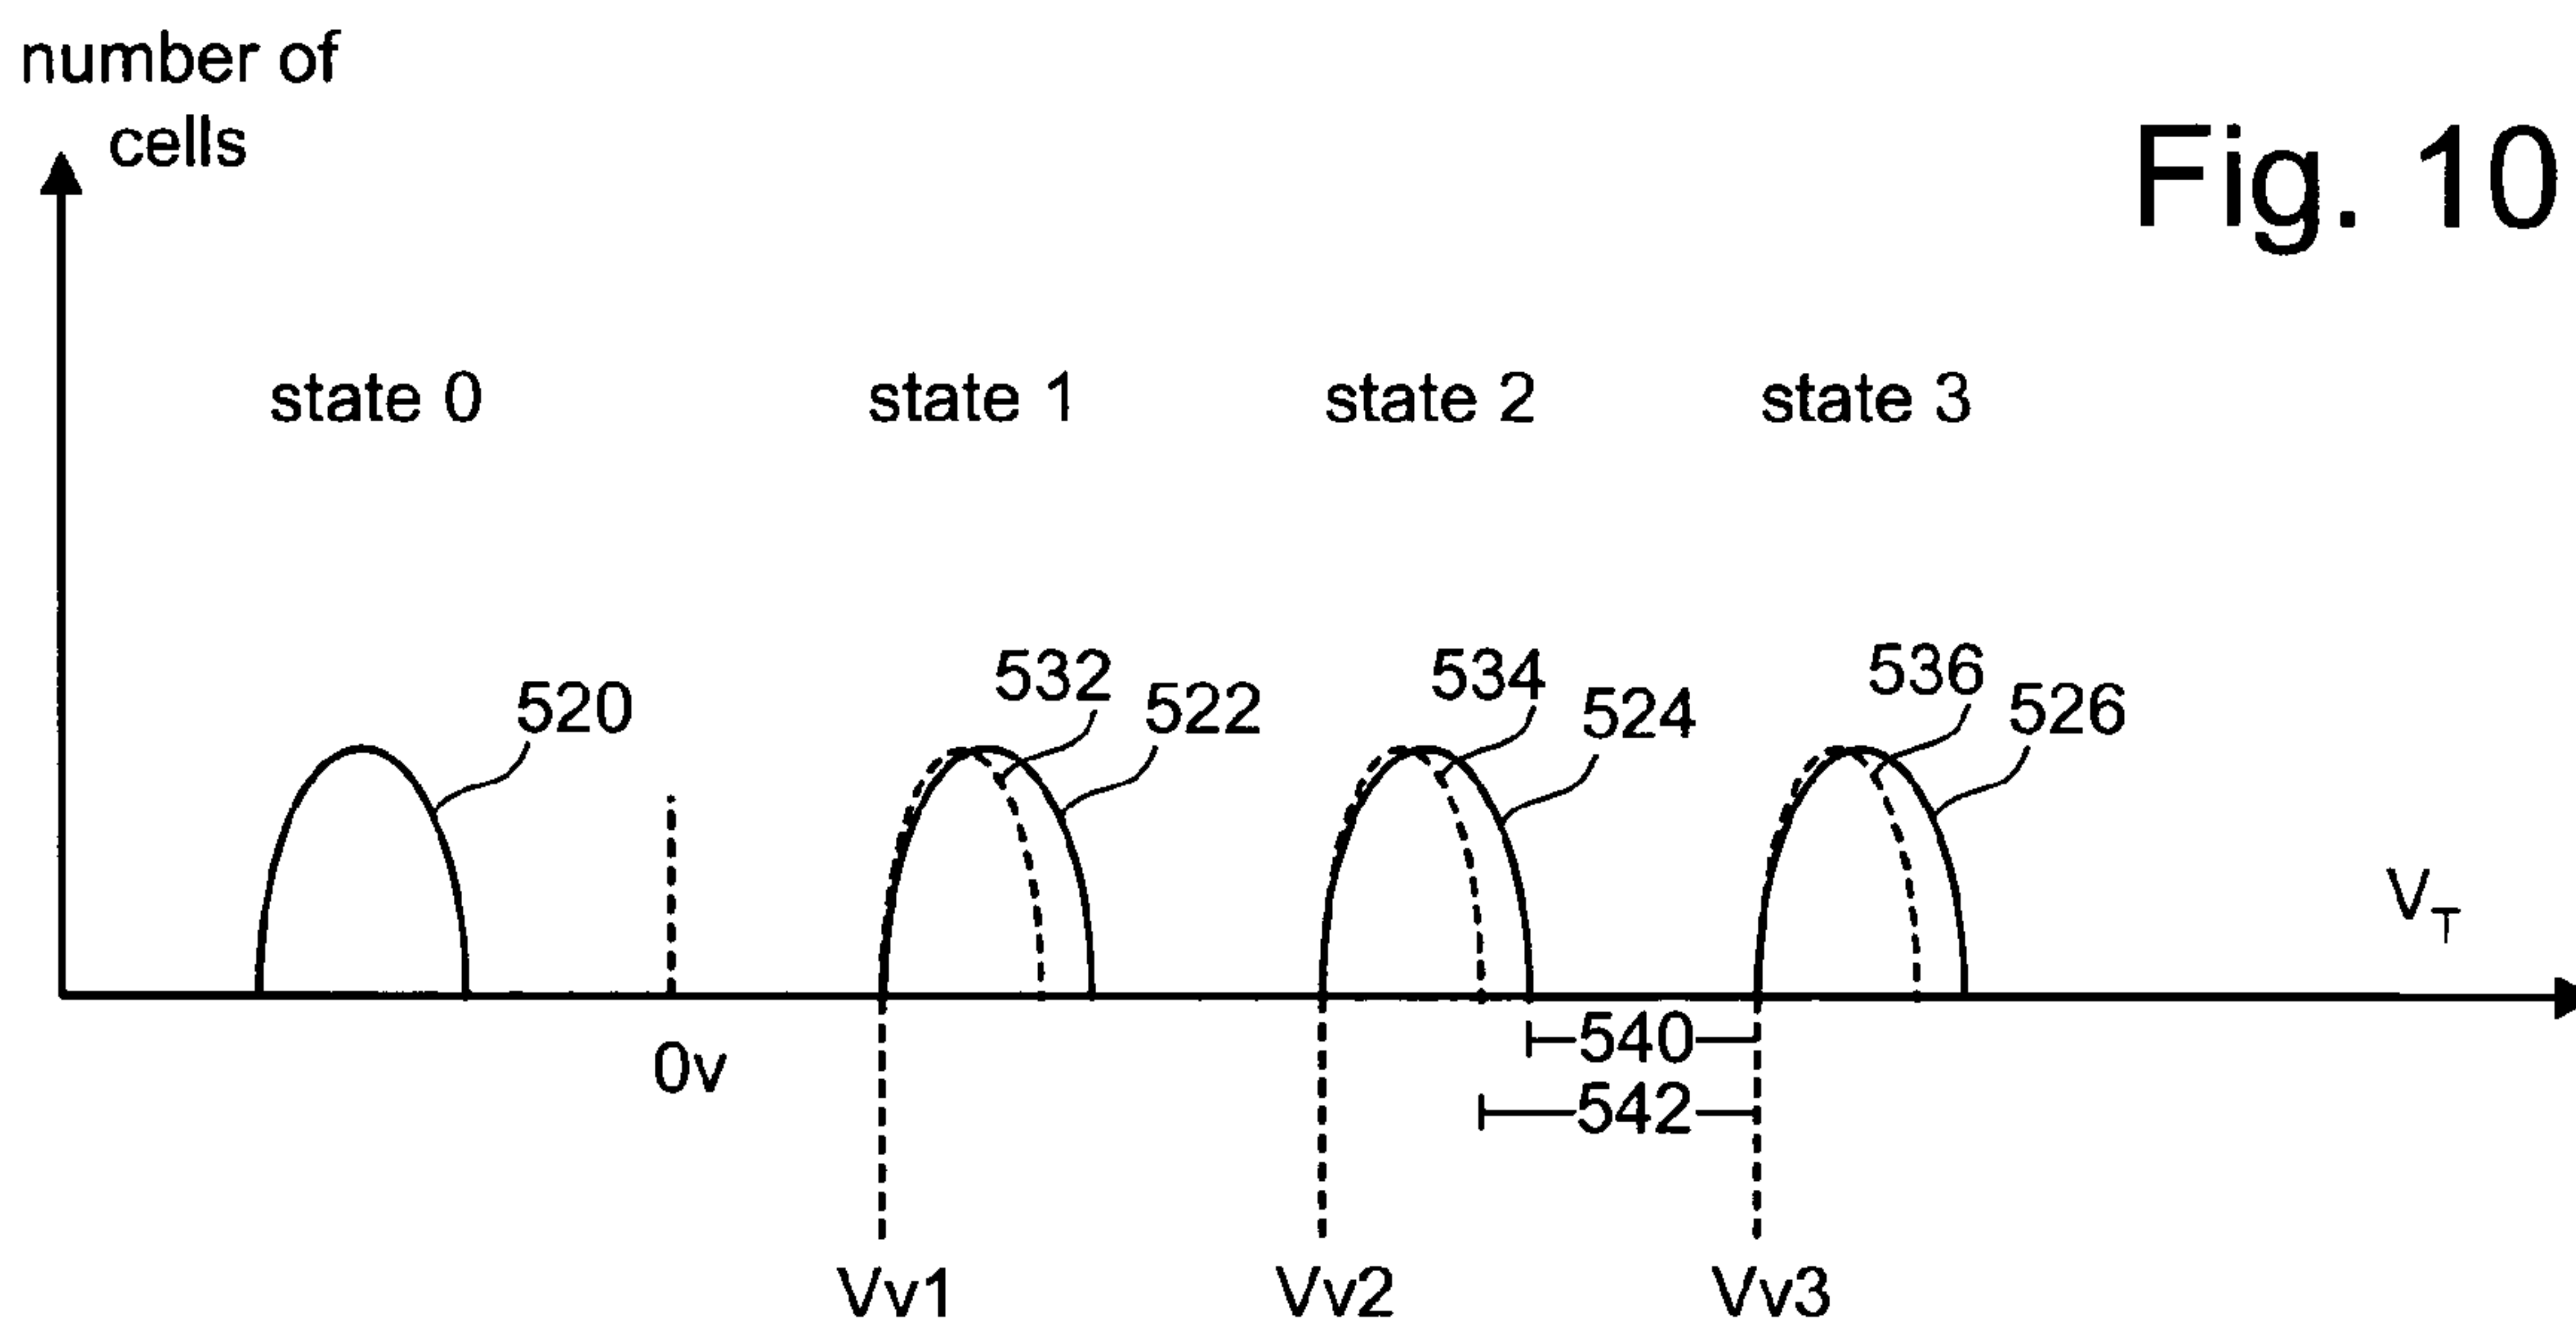 number of
cells
Fig. 10
state 0
state 1
state 2
state 3
520
532
522
534
524
536
526
V_T
0v
540
542
Vv1
Vv2
Vv3